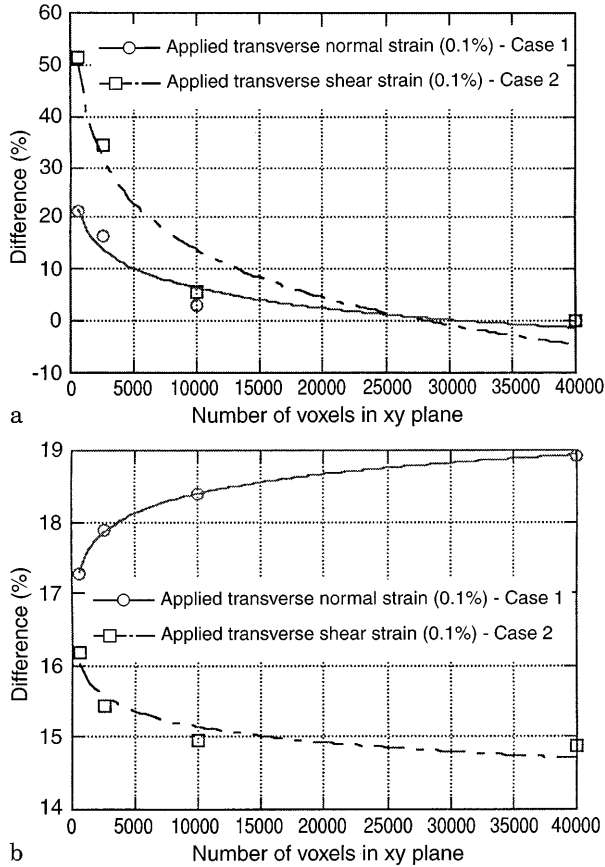 60
50
40
30
20
10
0
-10
Difference (%)
Applied transverse normal strain (0.1%) - Case 1
Applied transverse shear strain (0.1%) - Case 2
0 5000 10000 15000 20000 25000 30000 35000 40000
Number of voxels in xy plane
a
19
18
17
16
15
14
Difference (%)
Applied transverse normal strain (0.1%) - Case 1
Applied transverse shear strain (0.1%) - Case 2
0 5000 10000 15000 20000 25000 30000 35000 40000
Number of voxels in xy plane
b